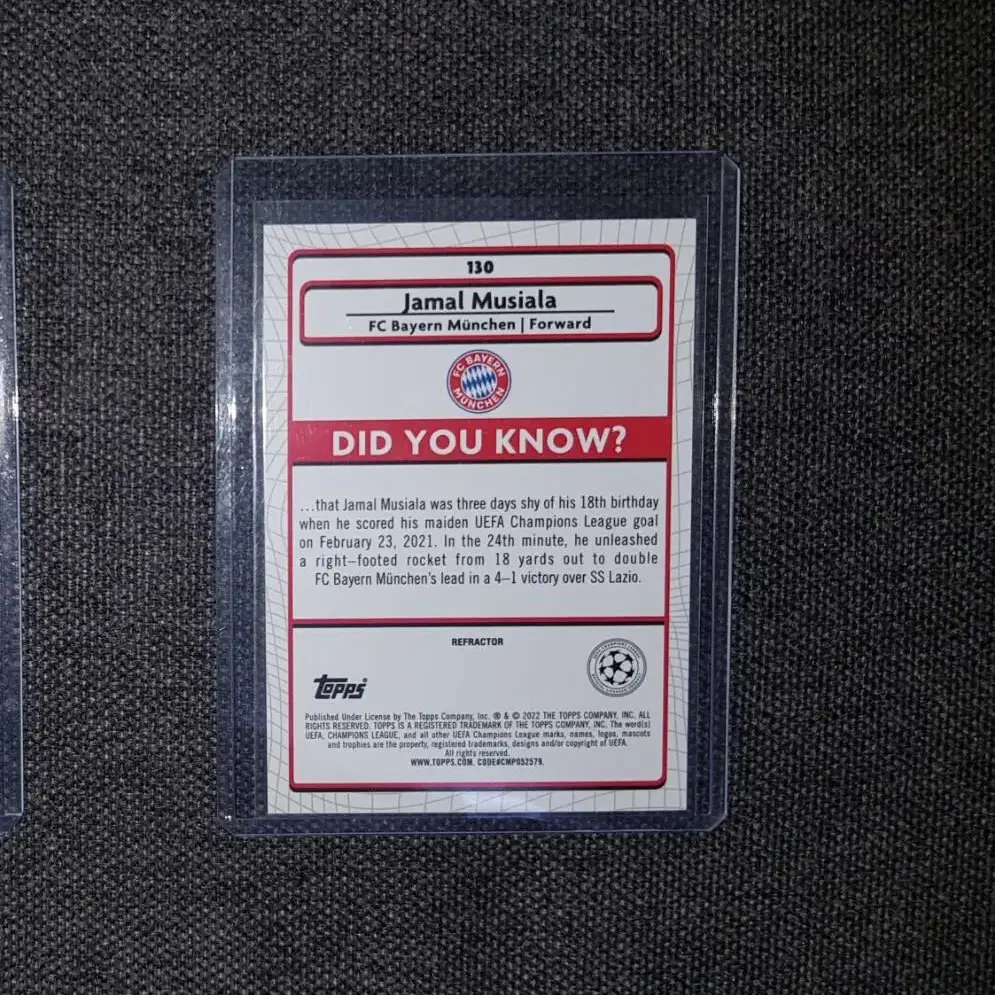 130
Jamal Musiala
FC Bayern München | Forward
FC BAYERN
MÜNCHEN
DID YOU KNOW?
...that Jamal Musiala was three days shy of his 18th birthday
when he scored his maiden UEFA Champions League goal
on February 23, 2021. In the 24th minute, he unleashed
a right–footed rocket from 18 yards out to double
FC Bayern München's lead in a 4–1 victory over SS Lazio.
REFRACTOR
topps
Published Under License by The Topps Company, Inc. ® & © 2022 THE TOPPS COMPANY, INC. ALL
RIGHTS RESERVED. TOPPS IS A REGISTERED TRADEMARK OF THE TOPPS COMPANY, INC. The word(s)
UEFA, CHAMPIONS LEAGUE, and all other UEFA Champions League marks, names, logos, mascots
and trophies are the property, registered trademarks, designs and/or copyright of UEFA.
All rights reserved.
WWW.TOPPS.COM. CODE#CMP052579.